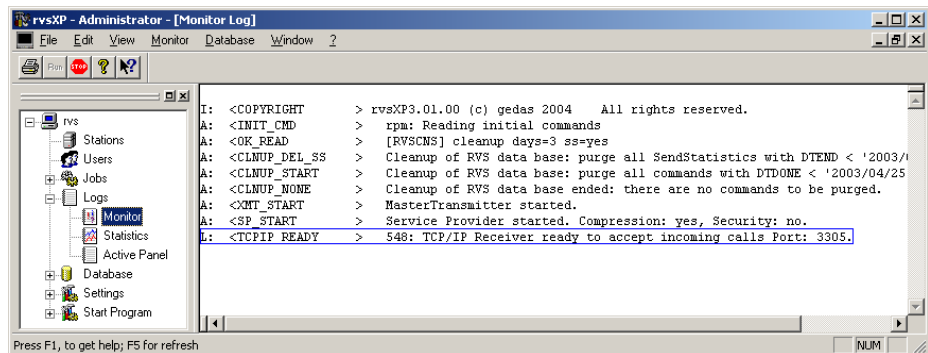 rvsXP - Administrator - [Monitor Log]
File Edit View Monitor Database Window ?
Run STOP ? ?
rvs
Stations
Users
Jobs
Logs
Monitor
Statistics
Active Panel
Database
Settings
Start Program
I: <COPYRIGHT > rvsXP3.01.00 (c) gedas 2004 All rights reserved.
A: <INIT_CMD > rpm: Reading initial commands
A: <OK_READ > [RVSCNS] cleanup days=3 ss=yes
A: <CLNUP_DEL_SS > Cleanup of RVS data base: purge all SendStatistics with DTEND < '2003/
A: <CLNUP_START > Cleanup of RVS data base: purge all commands with DTDONE < '2003/04/25
A: <CLNUP_NONE > Cleanup of RVS data base ended: there are no commands to be purged.
A: <XMT_START > MasterTransmitter started.
A: <SP_START > Service Provider started. Compression: yes, Security: no.
L: <TCPIP READY > 548: TCP/IP Receiver ready to accept incoming calls Port: 3305.
Press F1, to get help; F5 for refresh
NUM